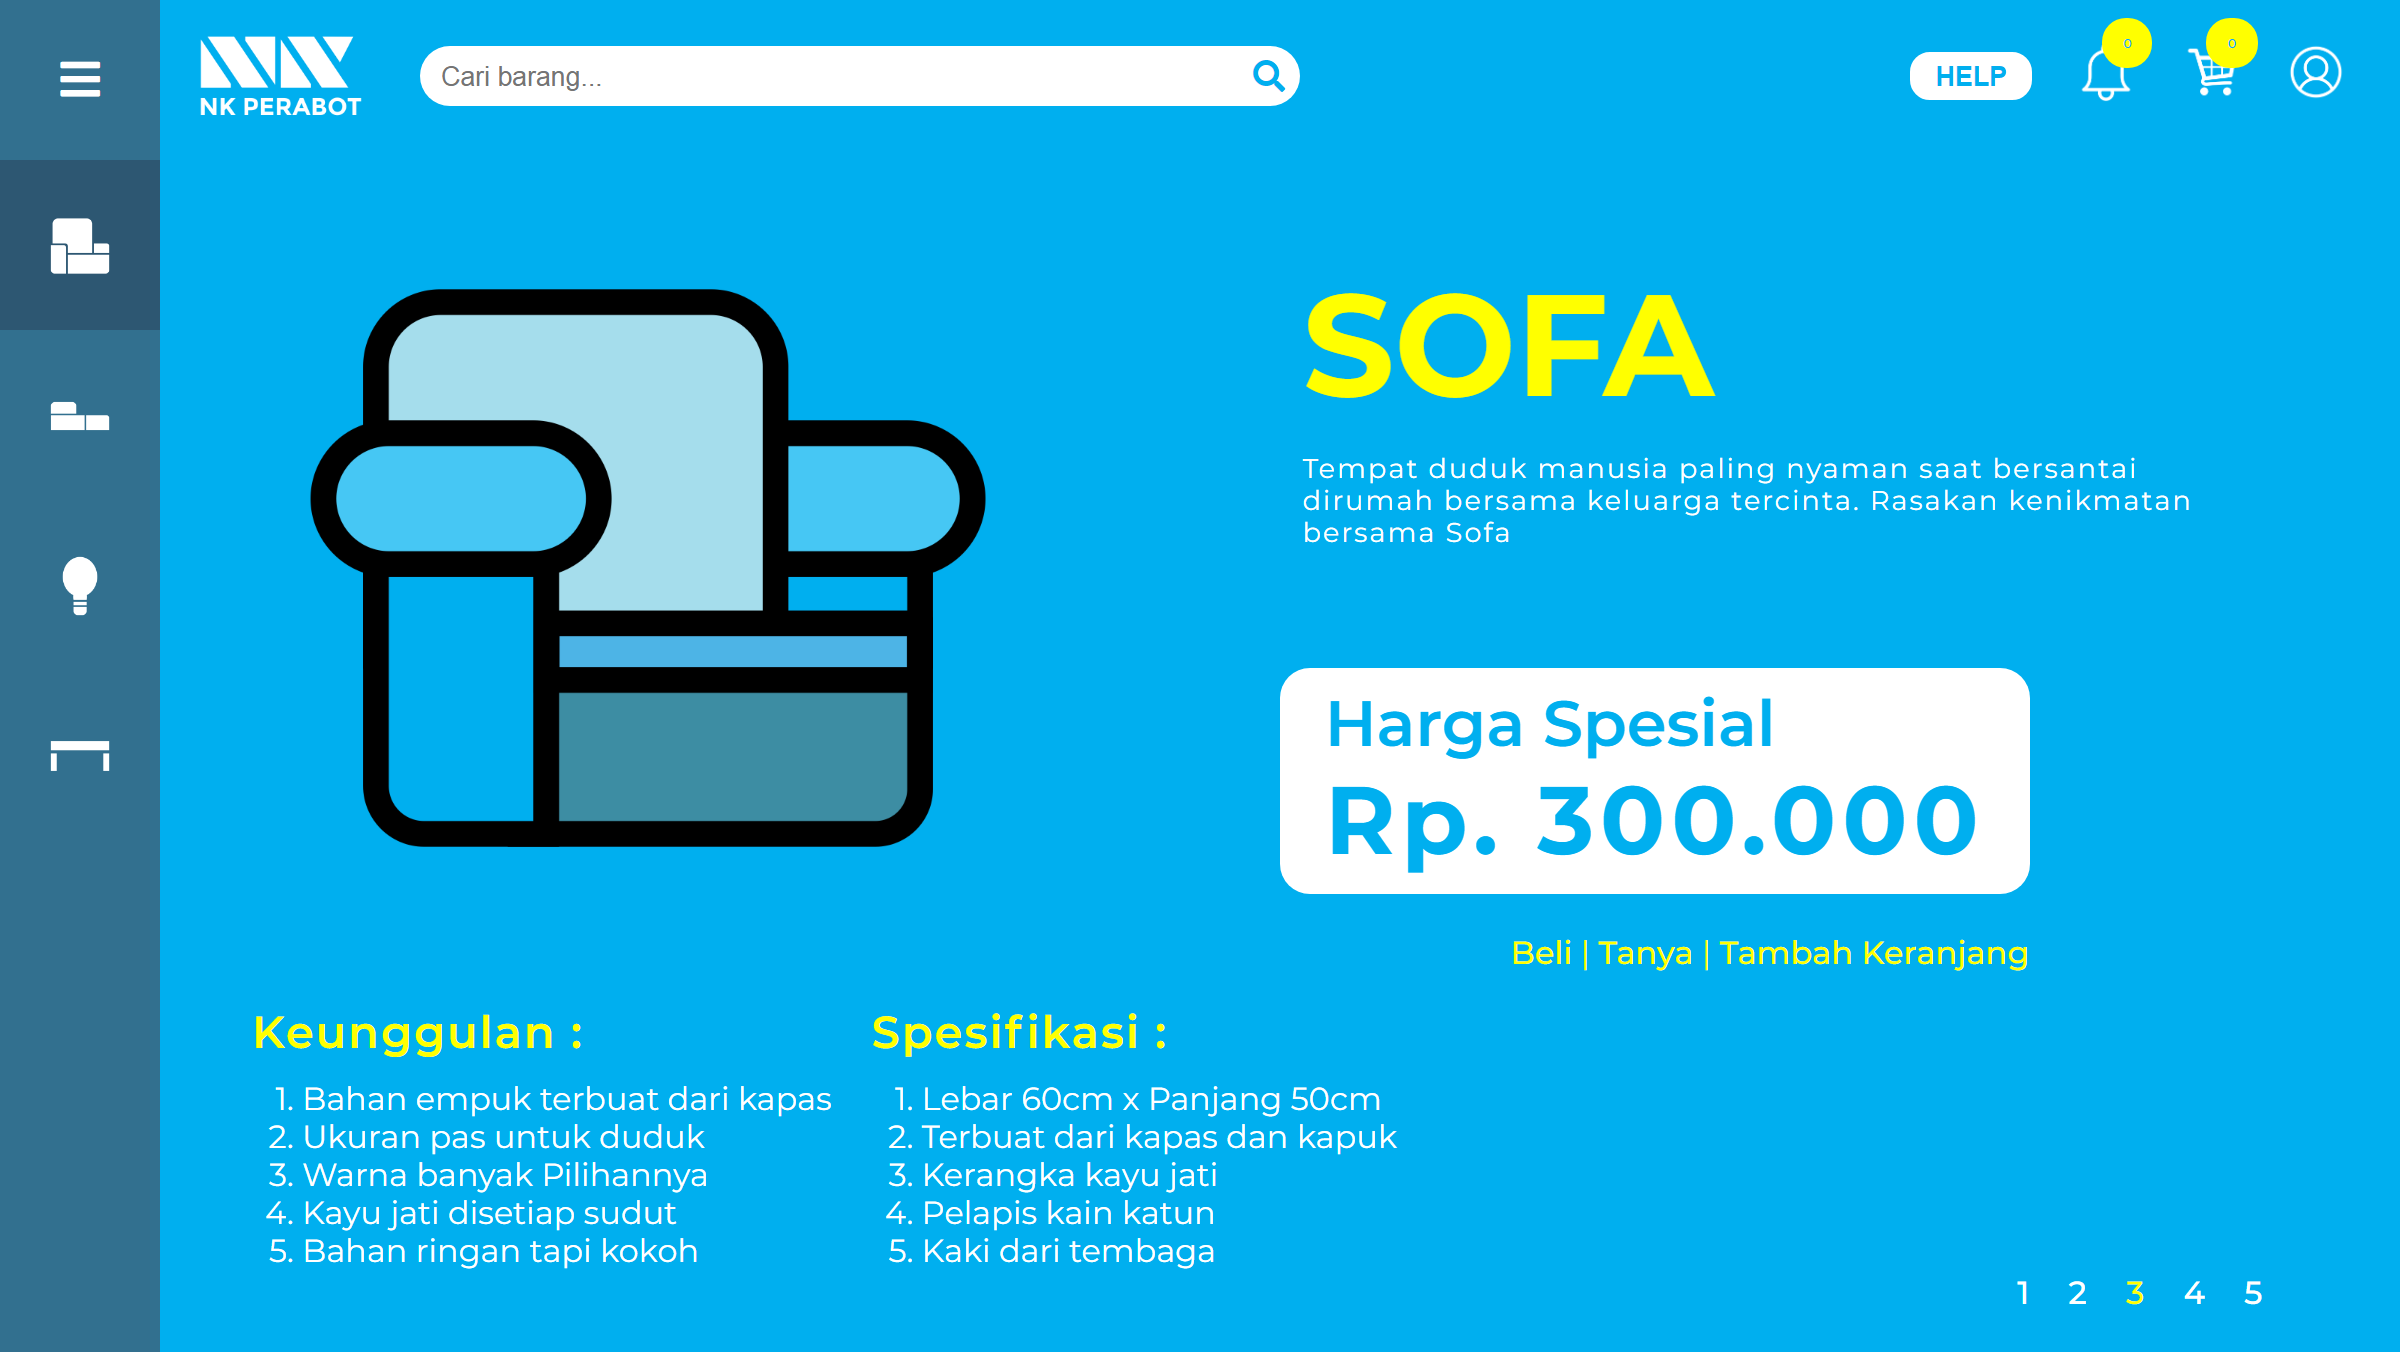 NK PERABOT
Cari barang...
HELP
0
0
SOFA
Tempat duduk manusia paling nyaman saat bersantai
dirumah bersama keluarga tercinta. Rasakan kenikmatan
bersama Sofa
Harga Spesial
Rp. 300.000
Beli | Tanya | Tambah Keranjang
Keunggulan :
1. Bahan empuk terbuat dari kapas
2. Ukuran pas untuk duduk
3. Warna banyak Pilihannya
4. Kayu jati disetiap sudut
5. Bahan ringan tapi kokoh
Spesifikasi :
1. Lebar 60cm x Panjang 50cm
2. Terbuat dari kapas dan kapuk
3. Kerangka kayu jati
4. Pelapis kain katun
5. Kaki dari tembaga
1 2 3 4 5